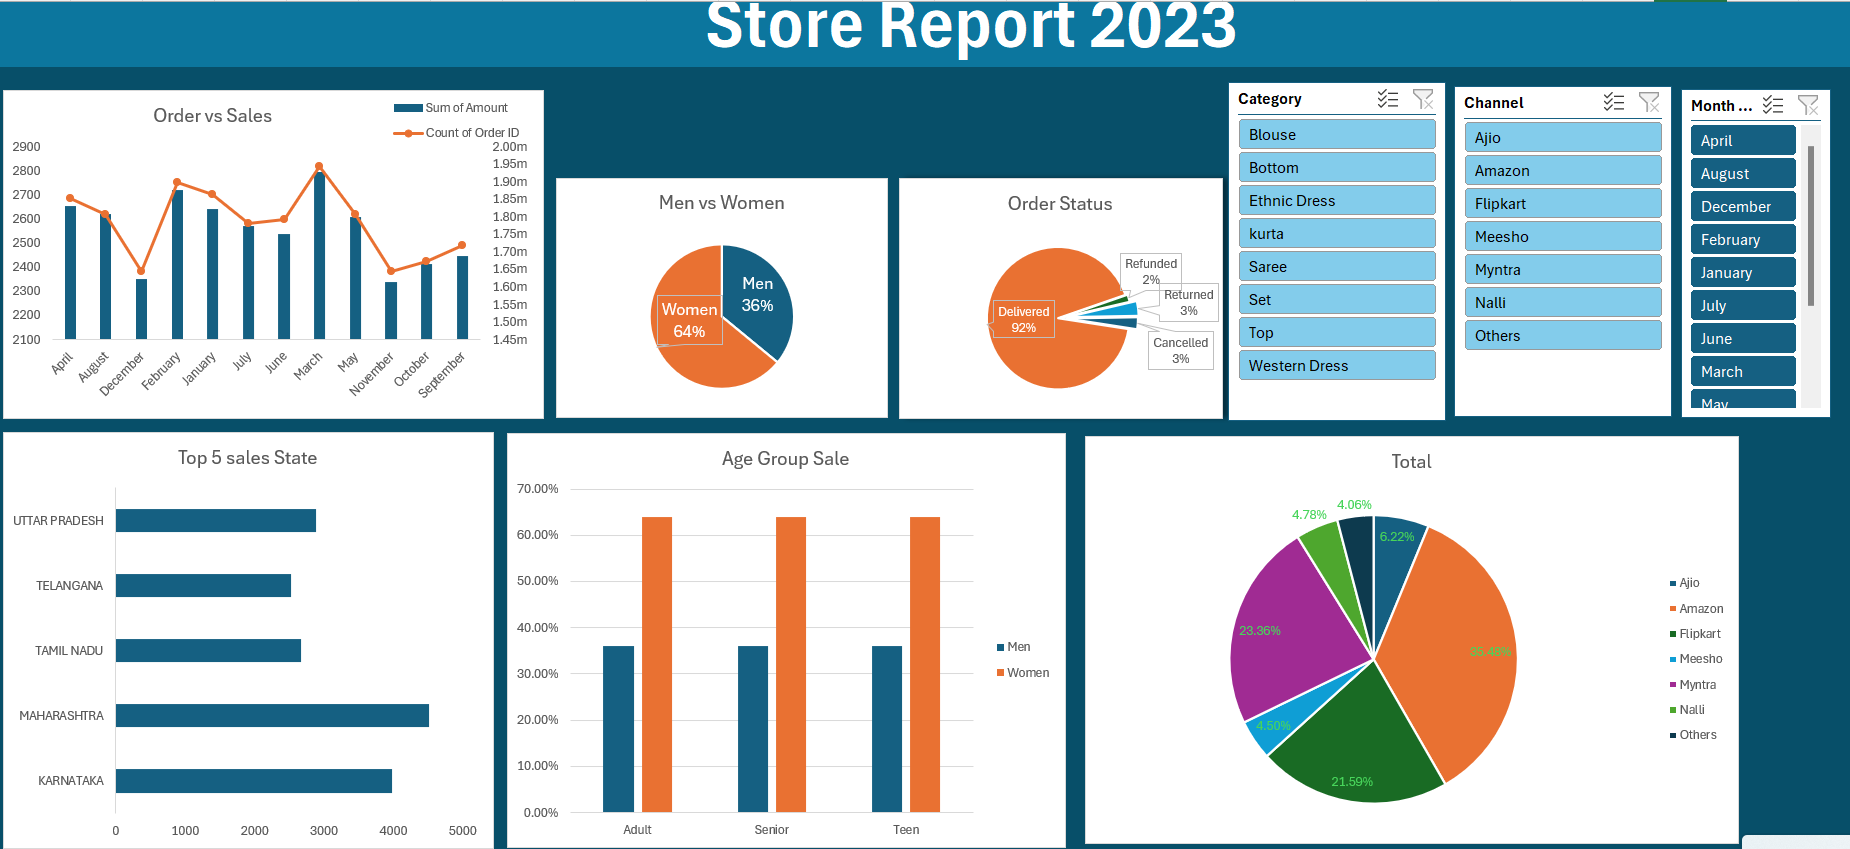 Store Report 2023
Order vs Sales
Sum of Amount
Count of Order ID
2900
2800
2700
2600
2500
2400
2300
2200
2100
2.00m
1.95m
1.90m
1.85m
1.80m
1.75m
1.70m
1.65m
1.60m
1.55m
1.50m
1.45m
April
August
December
February
January
July
June
March
May
November
October
September
Men vs Women
Men
36%
Women
64%
Order Status
Refunded
2%
Returned
3%
Delivered
92%
Cancelled
3%
Category
Blouse
Bottom
Ethnic Dress
kurta
Saree
Set
Top
Western Dress
Channel
Ajio
Amazon
Flipkart
Meesho
Myntra
Nalli
Others
Month ...
April
August
December
February
January
July
June
March
May
Top 5 sales State
UTTAR PRADESH
TELANGANA
TAMIL NADU
MAHARASHTRA
KARNATAKA
0 1000 2000 3000 4000 5000
Age Group Sale
70.00%
60.00%
50.00%
40.00%
30.00%
20.00%
10.00%
0.00%
Adult Senior Teen
Men
Women
Total
4.06%
4.78%
6.22%
23.36%
35.48%
4.50%
21.59%
Ajio
Amazon
Flipkart
Meesho
Myntra
Nalli
Others